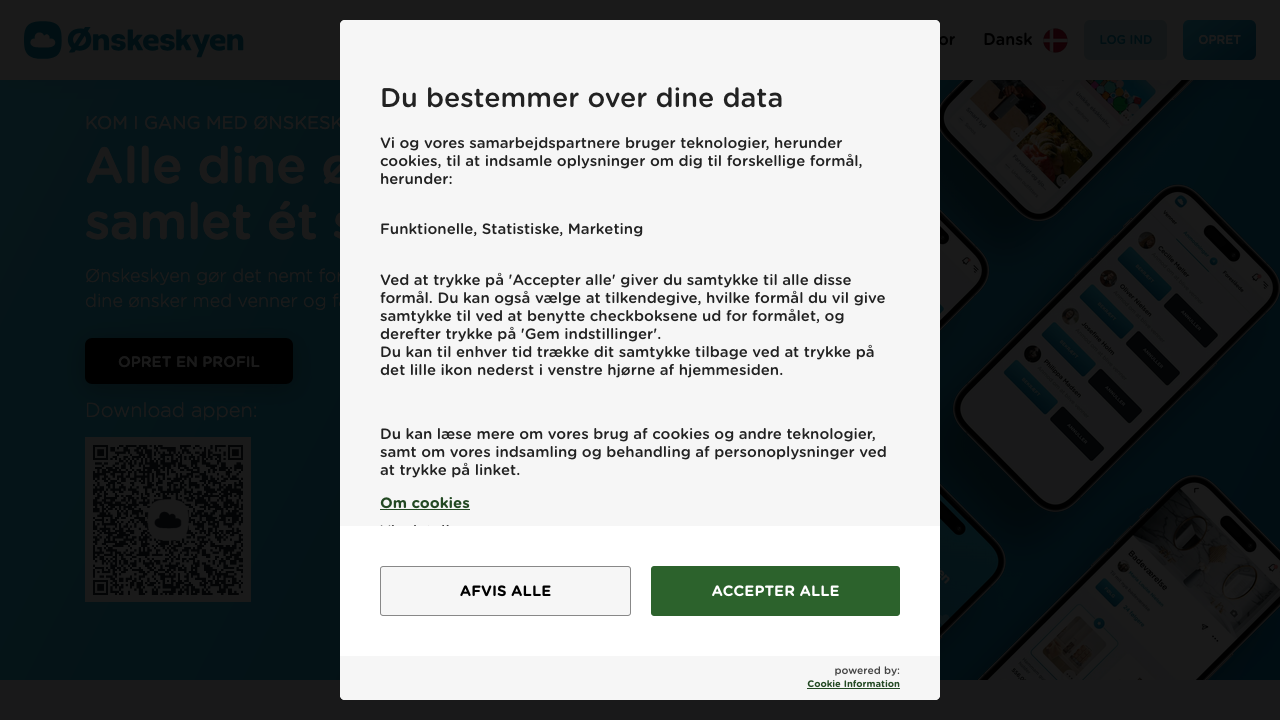 Ønskeskyen
or
Dansk
LOG IND
OPRET
KOM I GANG MED ØNSKESK
Alle dine ø
samlet ét s
Ønskeskyen gør det nemt for
dine ønsker med venner og f
OPRET EN PROFIL
Download appen:
Du bestemmer over dine data
Vi og vores samarbejdspartnere bruger teknologier, herunder
cookies, til at indsamle oplysninger om dig til forskellige formål,
herunder:
Funktionelle, Statistiske, Marketing
Ved at trykke på 'Accepter alle' giver du samtykke til alle disse
formål. Du kan også vælge at tilkendegive, hvilke formål du vil give
samtykke til ved at benytte checkboksene ud for formålet, og
derefter trykke på 'Gem indstillinger'.
Du kan til enhver tid trække dit samtykke tilbage ved at trykke på
det lille ikon nederst i venstre hjørne af hjemmesiden.
Du kan læse mere om vores brug af cookies og andre teknologier,
samt om vores indsamling og behandling af personoplysninger ved
at trykke på linket.
Om cookies
AFVIS ALLE
ACCEPTER ALLE
powered by:
Cookie Information
Badeværelse